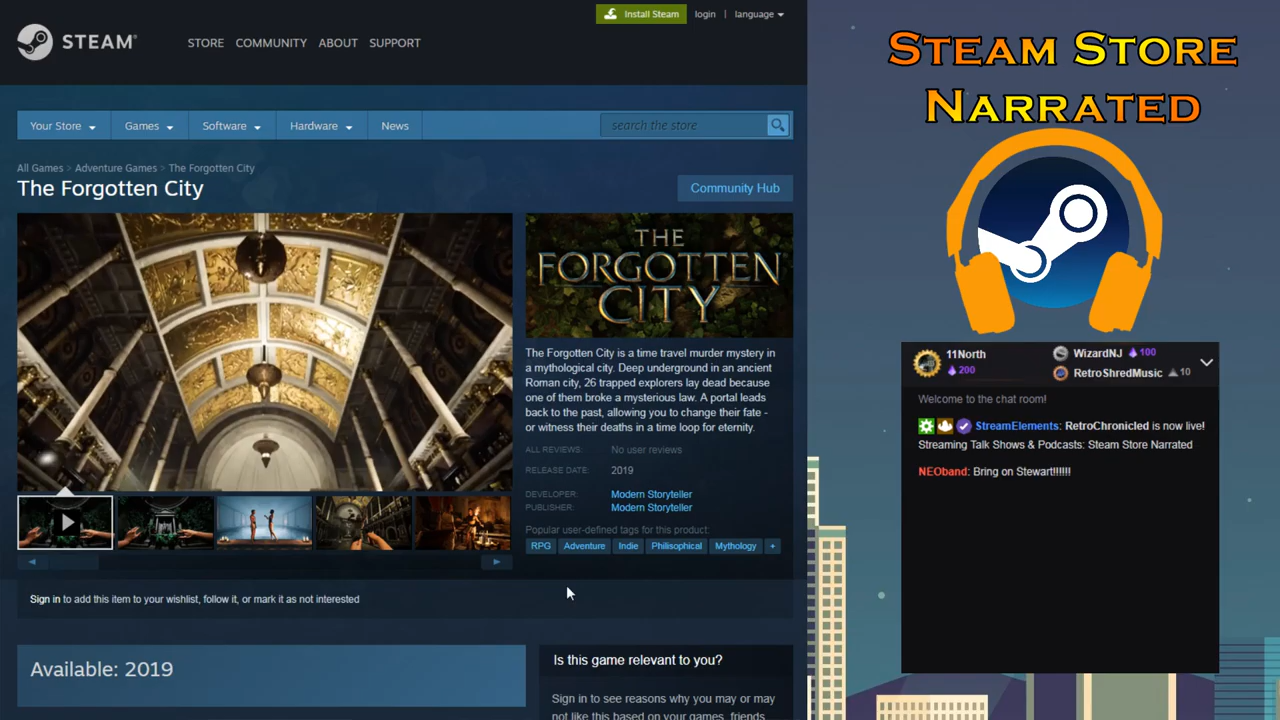 Install Steam login | language
STEAM® STORE COMMUNITY ABOUT SUPPORT
Your Store Games Software Hardware News search the store
All Games > Adventure Games > The Forgotten City
The Forgotten City
Community Hub
THE
FORGOTTEN
CITY
The Forgotten City is a time travel murder mystery in
a mythological city. Deep underground in an ancient
Roman city, 26 trapped explorers lay dead because
one of them broke a mysterious law. A portal leads
back to the past, allowing you to change their fate -
or witness their deaths in a time loop for eternity.
ALL REVIEWS: No user reviews
RELEASE DATE: 2019
DEVELOPER: Modern Storyteller
PUBLISHER: Modern Storyteller
Popular user-defined tags for this product:
RPG Adventure Indie Philisophical Mythology +
Sign in to add this item to your wishlist, follow it, or mark it as not interested
Available: 2019
Is this game relevant to you?
Sign in to see reasons why you may or may
not like this based on your games, friends,
STEAM STORE
NARRATED
11North
200
WizardNJ 100
RetroShredMusic 10
Welcome to the chat room!
StreamElements: RetroChronicled is now live!
Streaming Talk Shows & Podcasts: Steam Store Narrated
NEOband: Bring on Stewart!!!!!!